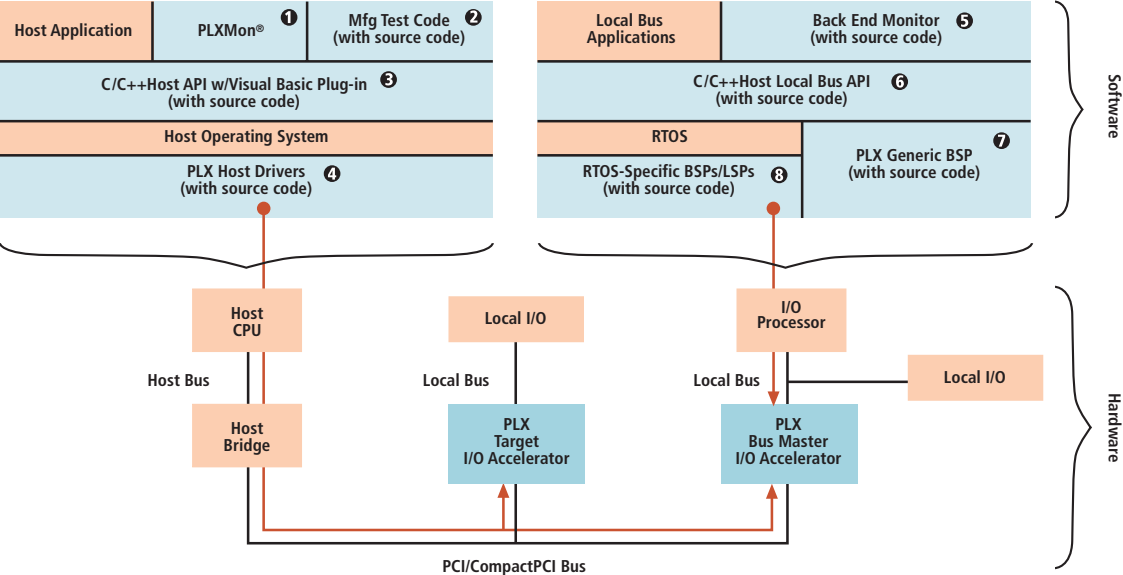 Host Application
PLXMon® ❶
Mfg Test Code ❷
(with source code)
C/C++Host API w/Visual Basic Plug-in ❸
(with source code)
Host Operating System
PLX Host Drivers ❹
(with source code)
Local Bus
Applications
Back End Monitor ❺
(with source code)
C/C++Host Local Bus API ❻
(with source code)
RTOS
RTOS-Specific BSPs/LSPs ❽
(with source code)
PLX Generic BSP ❼
(with source code)
Software
Host
CPU
Local I/O
I/O
Processor
Local I/O
Host Bus
Local Bus
Local Bus
Host
Bridge
PLX
Target
I/O Accelerator
PLX
Bus Master
I/O Accelerator
PCI/CompactPCI Bus
Hardware